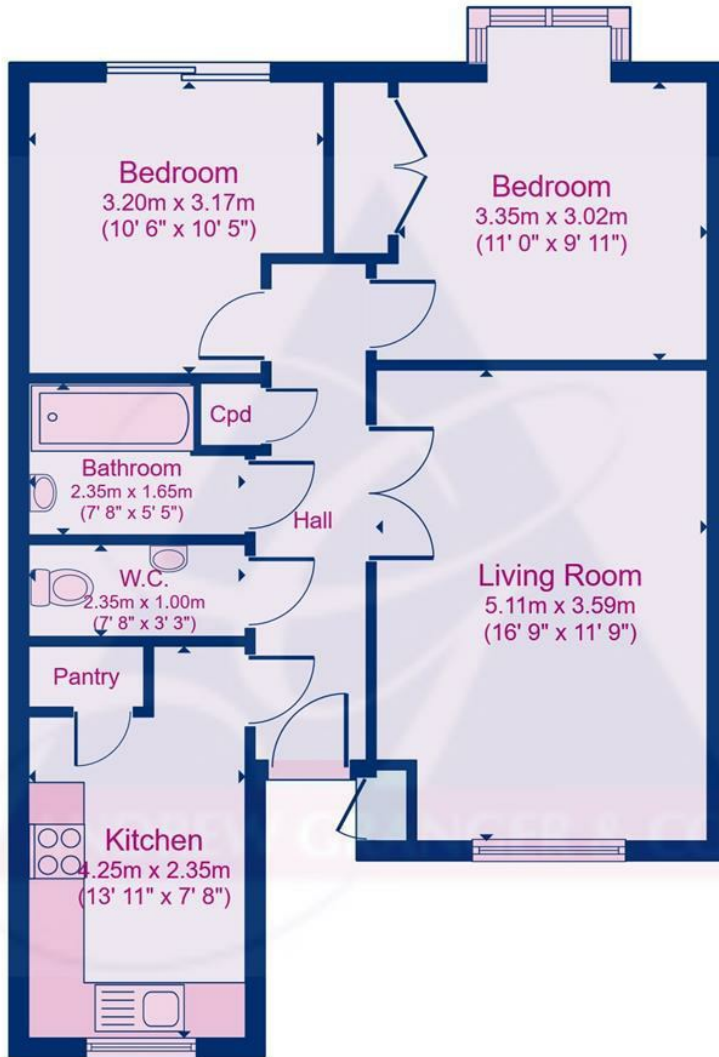 Bedroom
3.20m x 3.17m
(10' 6" x 10' 5")
Bedroom
3.35m x 3.02m
(11' 0" x 9' 11")
Cpd
Bathroom
2.35m x 1.65m
(7' 8" x 5' 5")
Hall
W.C.
2.35m x 1.00m
(7' 8" x 3' 3")
Living Room
5.11m x 3.59m
(16' 9" x 11' 9")
Pantry
Kitchen
4.25m x 2.35m
(13' 11" x 7' 8")
ANDREW GRANGER & CO